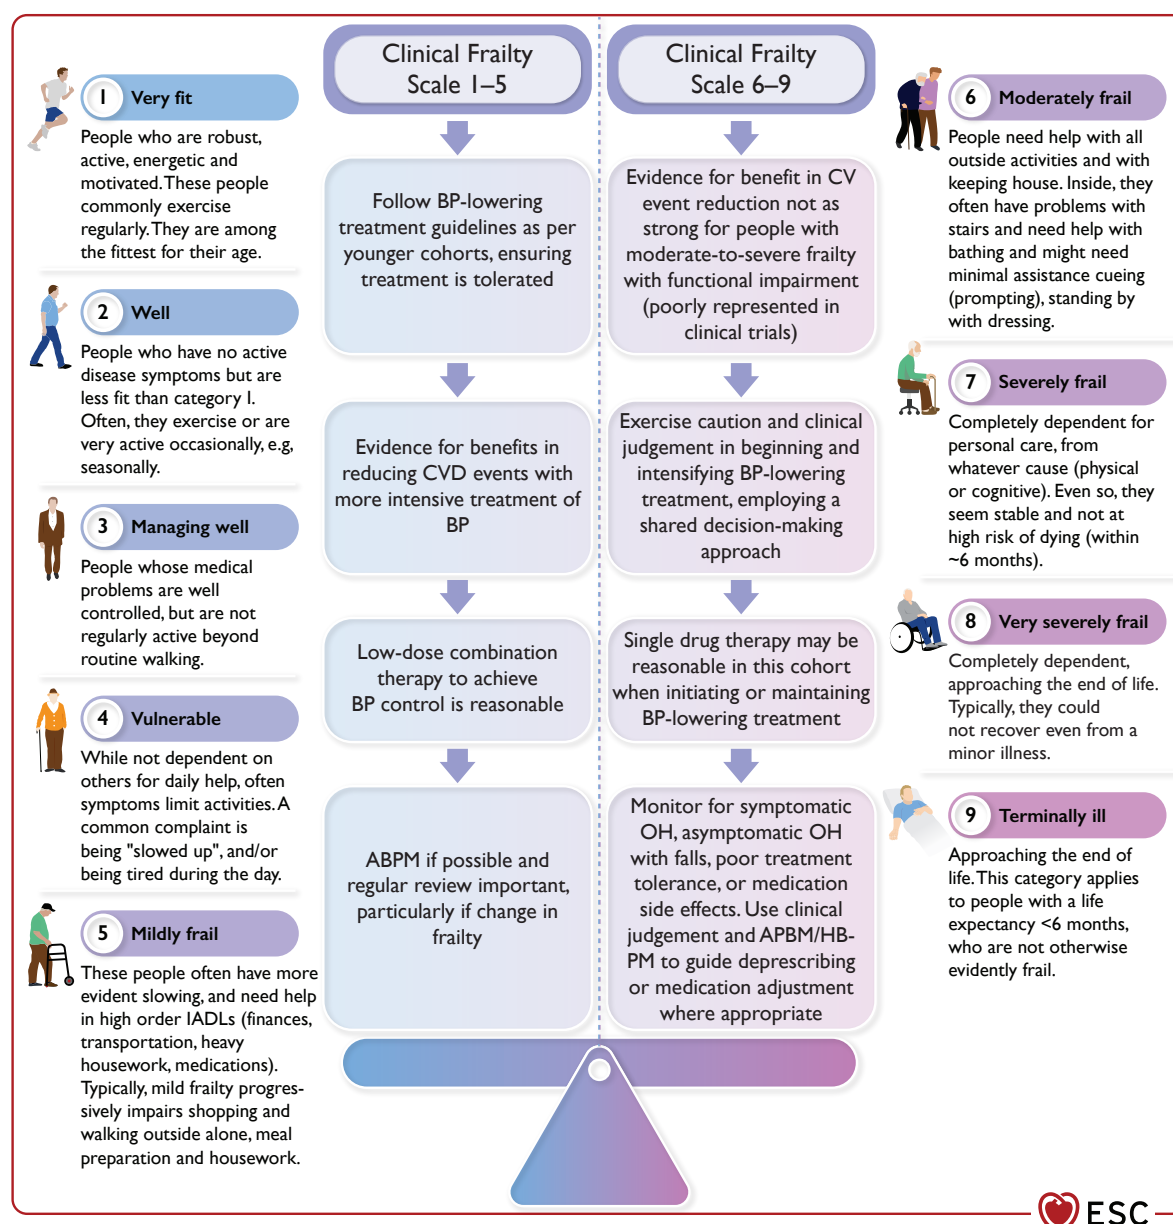 Clinical Frailty
Scale 1–5
Clinical Frailty
Scale 6–9
1 Very fit
People who are robust,
active, energetic and
motivated. These people
commonly exercise
regularly. They are among
the fittest for their age.
2 Well
People who have no active
disease symptoms but are
less fit than category 1.
Often, they exercise or are
very active occasionally, e.g,
seasonally.
3 Managing well
People whose medical
problems are well
controlled, but are not
regularly active beyond
routine walking.
4 Vulnerable
While not dependent on
others for daily help, often
symptoms limit activities. A
common complaint is
being "slowed up", and/or
being tired during the day.
5 Mildly frail
These people often have more
evident slowing, and need help
in high order IADLs (finances,
transportation, heavy
housework, medications).
Typically, mild frailty progres-
sively impairs shopping and
walking outside alone, meal
preparation and housework.
Follow BP-lowering
treatment guidelines as per
younger cohorts, ensuring
treatment is tolerated
Evidence for benefits in
reducing CVD events with
more intensive treatment of
BP
Low-dose combination
therapy to achieve
BP control is reasonable
ABPM if possible and
regular review important,
particularly if change in
frailty
Evidence for benefit in CV
event reduction not as
strong for people with
moderate-to-severe frailty
with functional impairment
(poorly represented in
clinical trials)
Exercise caution and clinical
judgement in beginning and
intensifying BP-lowering
treatment, employing a
shared decision-making
approach
Single drug therapy may be
reasonable in this cohort
when initiating or maintaining
BP-lowering treatment
Monitor for symptomatic
OH, asymptomatic OH
with falls, poor treatment
tolerance, or medication
side effects. Use clinical
judgement and APBM/HB-
PM to guide deprescribing
or medication adjustment
where appropriate
6 Moderately frail
People need help with all
outside activities and with
keeping house. Inside, they
often have problems with
stairs and need help with
bathing and might need
minimal assistance cueing
(prompting), standing by
with dressing.
7 Severely frail
Completely dependent for
personal care, from
whatever cause (physical
or cognitive). Even so, they
seem stable and not at
high risk of dying (within
~6 months).
8 Very severely frail
Completely dependent,
approaching the end of life.
Typically, they could
not recover even from a
minor illness.
9 Terminally ill
Approaching the end of
life. This category applies
to people with a life
expectancy <6 months,
who are not otherwise
evidently frail.
ESC